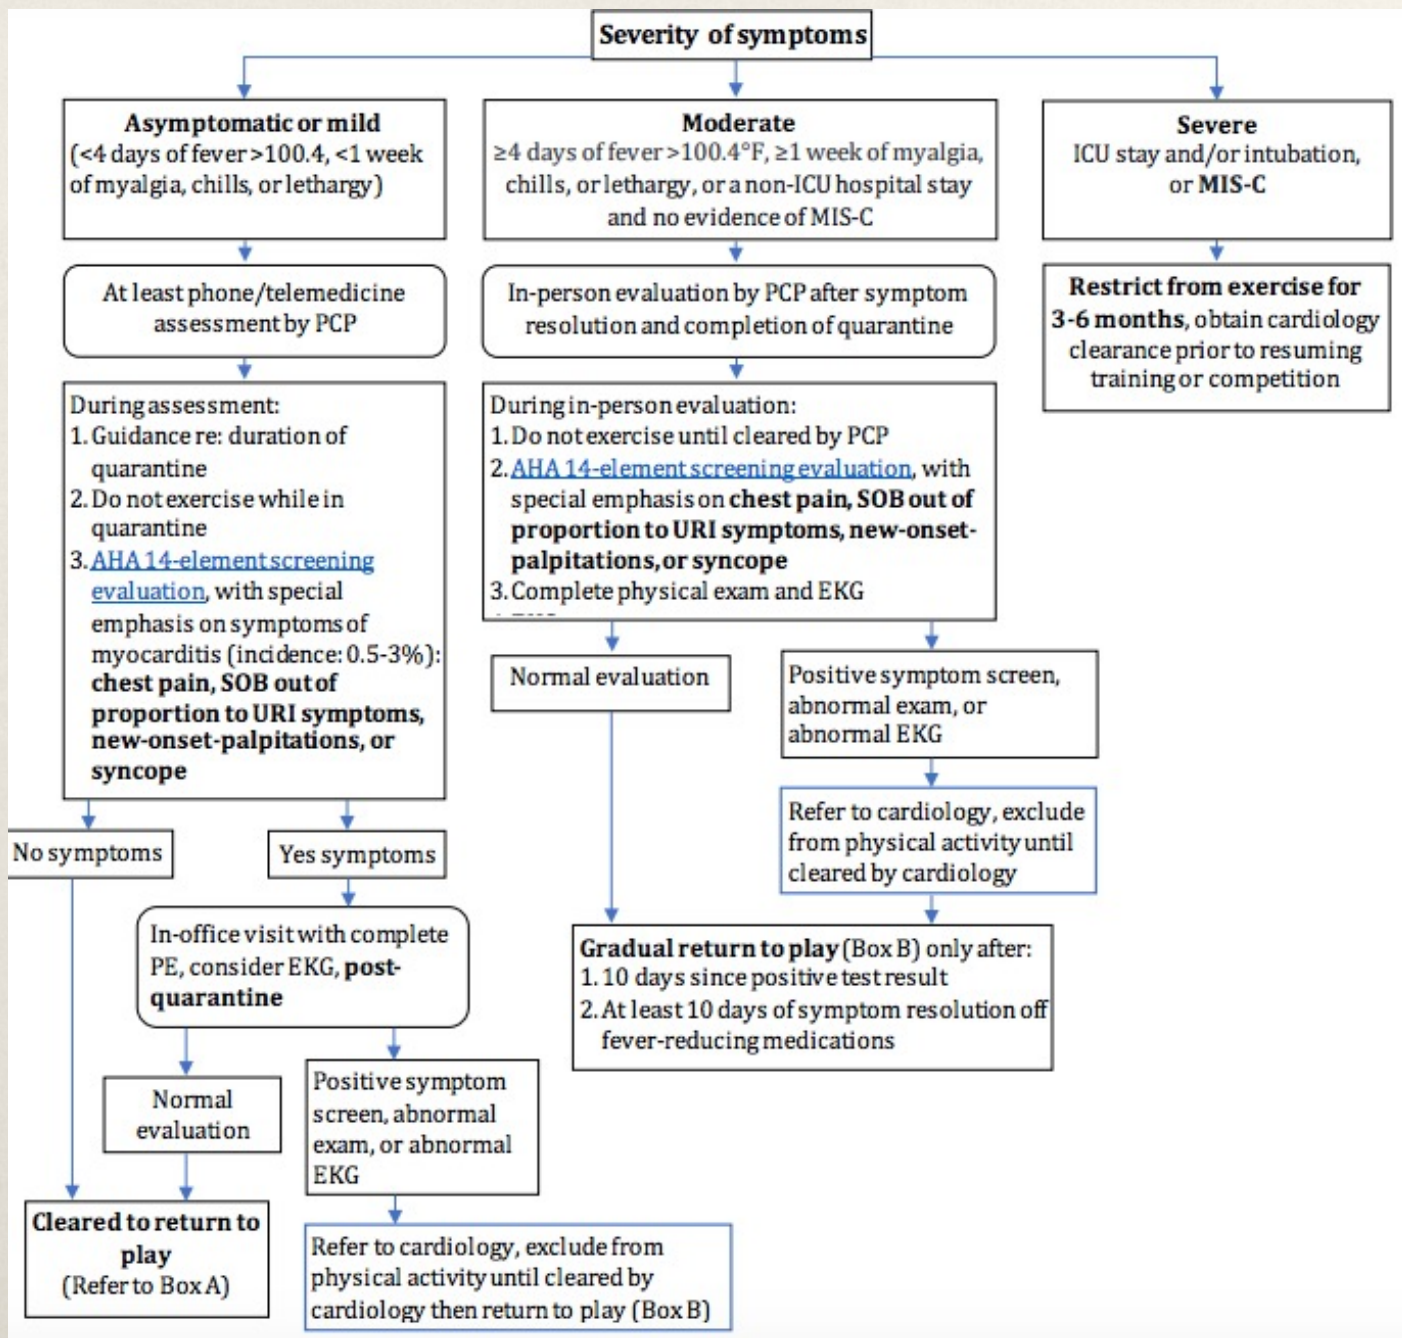 Severity of symptoms
Asymptomatic or mild
(<4 days of fever >100.4, <1 week
of myalgia, chills, or lethargy)
Moderate
≥4 days of fever >100.4°F, ≥1 week of myalgia,
chills, or lethargy, or a non-ICU hospital stay
and no evidence of MIS-C
Severe
ICU stay and/or intubation,
or MIS-C
At least phone/telemedicine
assessment by PCP
In-person evaluation by PCP after symptom
resolution and completion of quarantine
Restrict from exercise for
3-6 months, obtain cardiology
clearance prior to resuming
training or competition
During assessment:
1. Guidance re: duration of
quarantine
2. Do not exercise while in
quarantine
3. AHA 14-element screening
evaluation, with special
emphasis on symptoms of
myocarditis (incidence: 0.5-3%):
chest pain, SOB out of
proportion to URI symptoms,
new-onset-palpitations, or
syncope
During in-person evaluation:
1. Do not exercise until cleared by PCP
2. AHA 14-element screening evaluation, with
special emphasis on chest pain, SOB out of
proportion to URI symptoms, new-onset-
palpitations, or syncope
3. Complete physical exam and EKG
Normal evaluation
Positive symptom screen,
abnormal exam, or
abnormal EKG
Refer to cardiology, exclude
from physical activity until
cleared by cardiology
No symptoms
Yes symptoms
In-office visit with complete
PE, consider EKG, post-
quarantine
Gradual return to play (Box B) only after:
1. 10 days since positive test result
2. At least 10 days of symptom resolution off
fever-reducing medications
Normal
evaluation
Positive symptom
screen, abnormal
exam, or abnormal
EKG
Cleared to return to
play
(Refer to Box A)
Refer to cardiology, exclude from
physical activity until cleared by
cardiology then return to play (Box B)